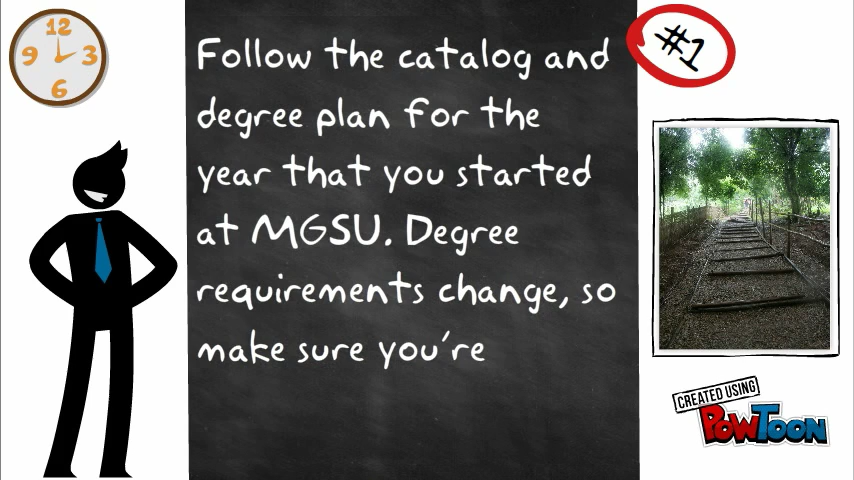 12
9 3
6
Follow the catalog and
degree plan for the
year that you started
at MGSU. Degree
requirements change, so
make sure you're
#1
CREATED USING
POWTOON